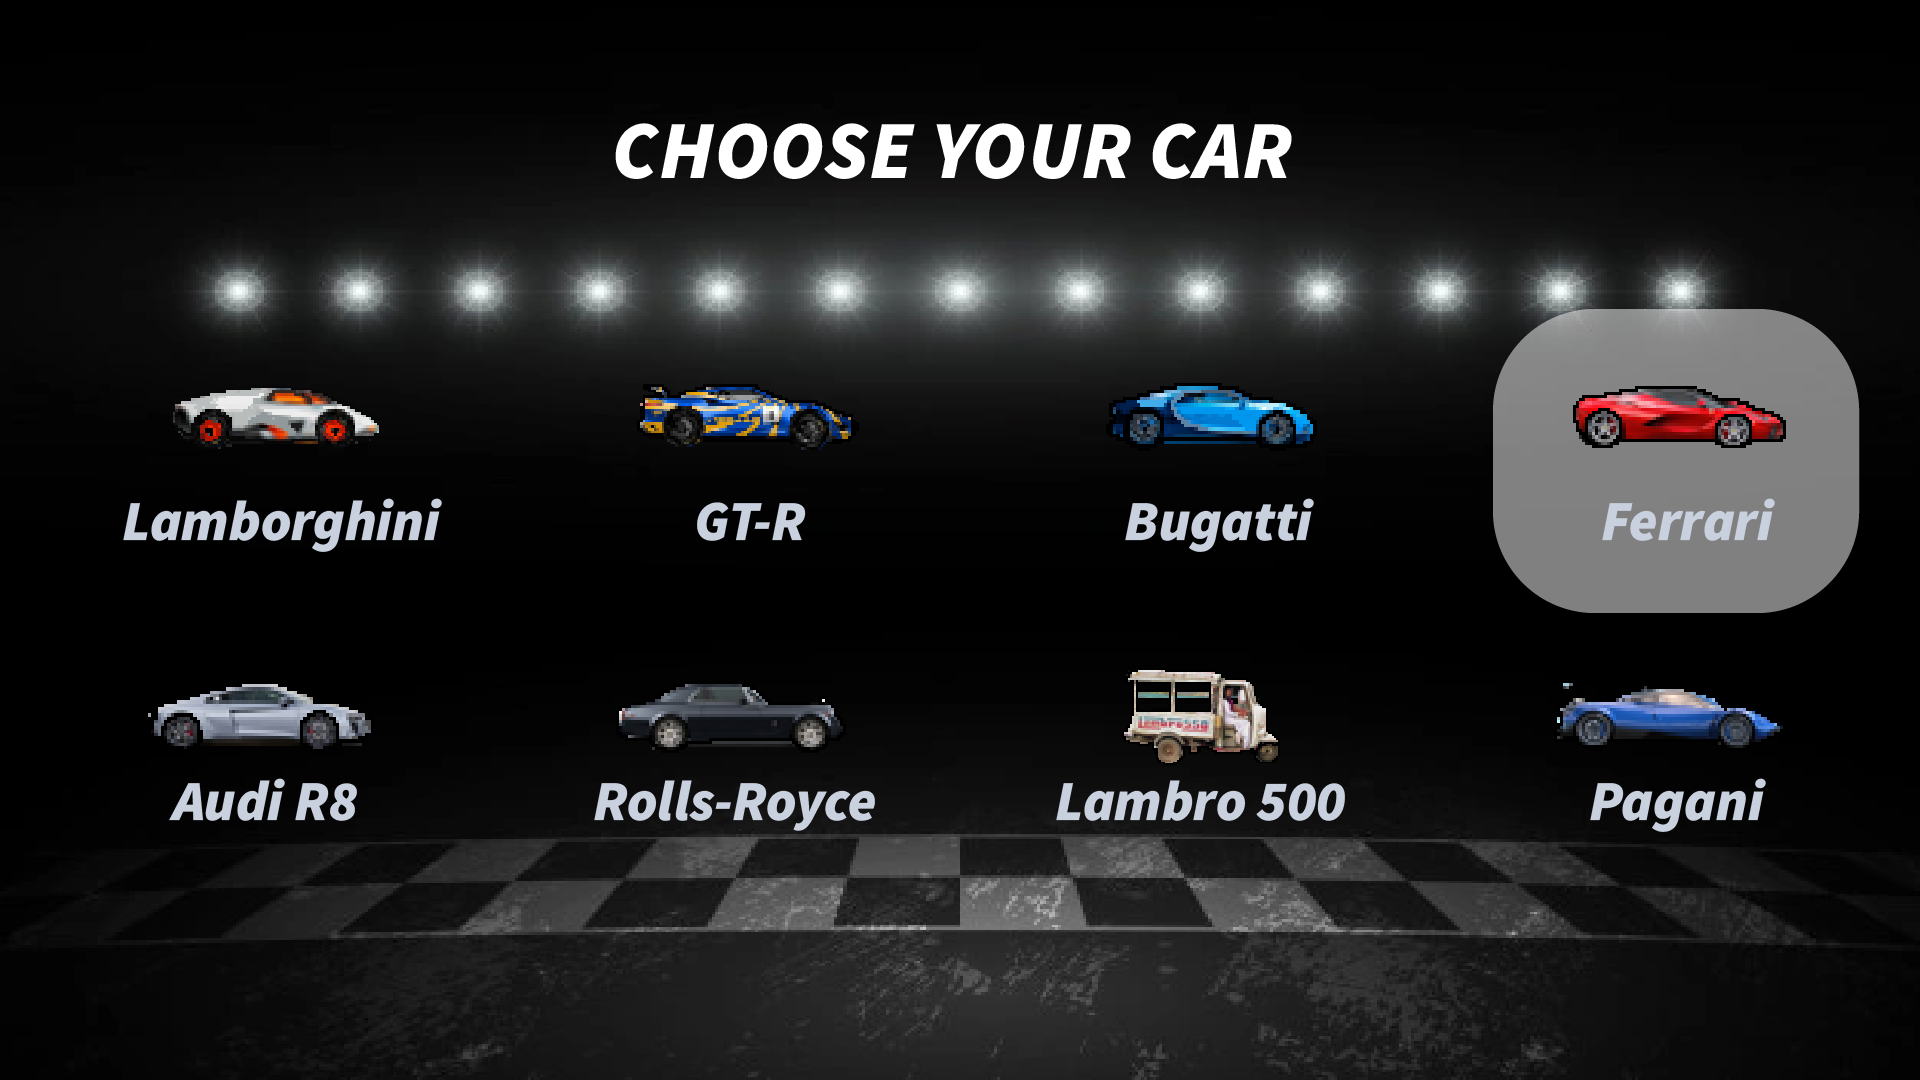 CHOOSE YOUR CAR
Lamborghini
GT-R
Bugatti
Ferrari
Audi R8
Rolls-Royce
Lambro 500
Pagani